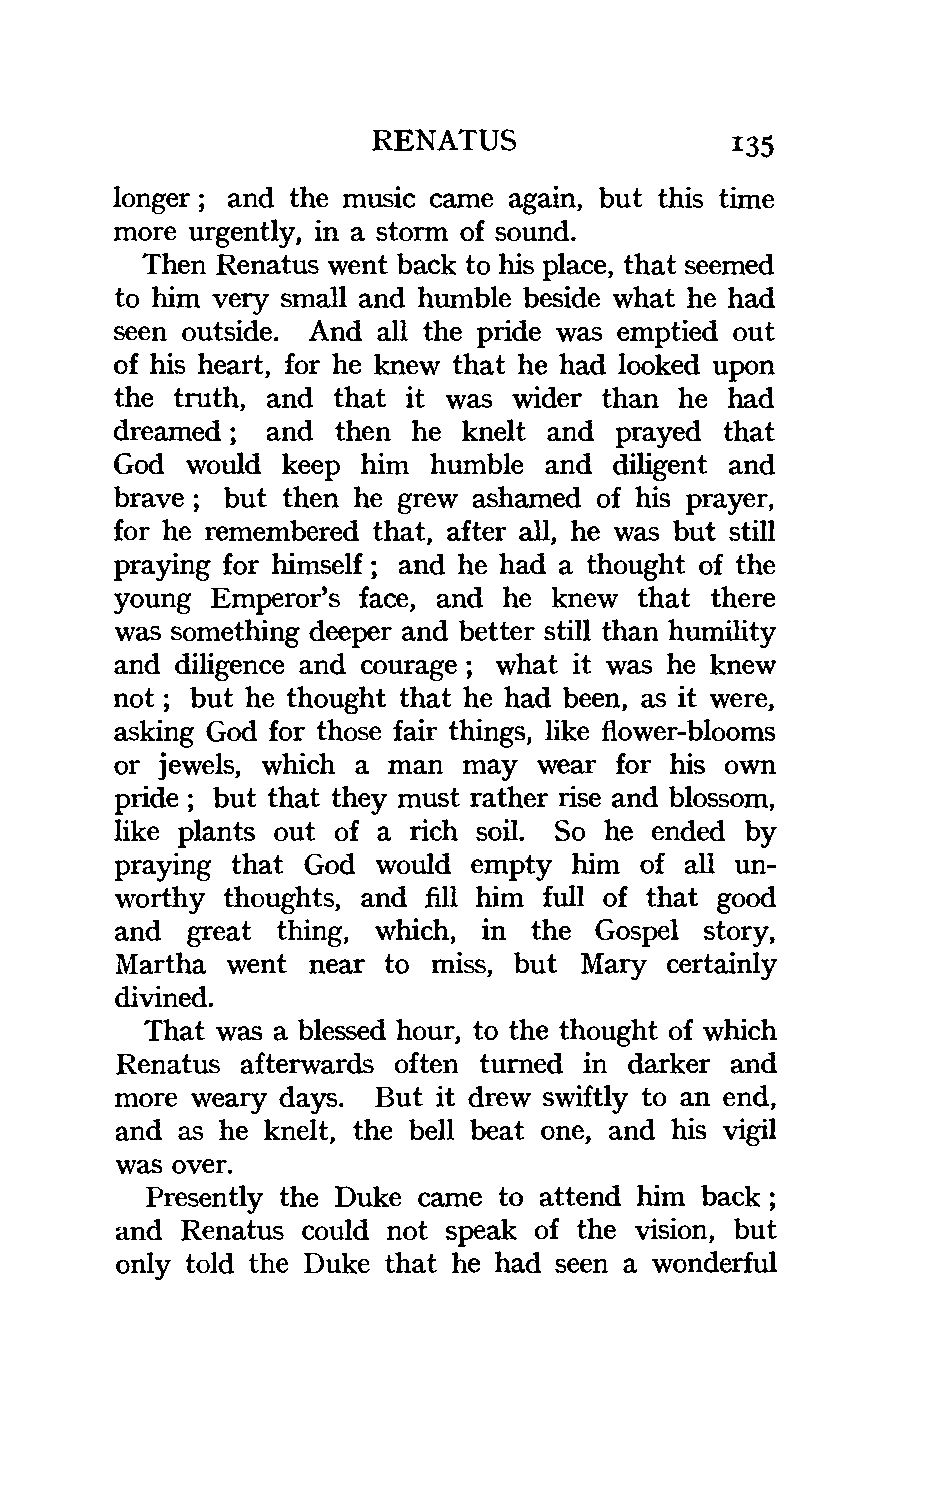 RENATUS 135
longer ; and the music came again, but this time
more urgently, in a storm of sound.
Then Renatus went back to his place, that seemed
to him very small and humble beside what he had
seen outside. And all the pride was emptied out
of his heart, for he knew that he had looked upon
the truth, and that it was wider than he had
dreamed ; and then he knelt and prayed that
God would keep him humble and diligent and
brave ; but then he grew ashamed of his prayer,
for he remembered that, after all, he was but still
praying for himself ; and he had a thought of the
young Emperor's face, and he knew that there
was something deeper and better still than humility
and diligence and courage ; what it was he knew
not ; but he thought that he had been, as it were,
asking God for those fair things, like flower-blooms
or jewels, which a man may wear for his own
pride ; but that they must rather rise and blossom,
like plants out of a rich soil. So he ended by
praying that God would empty him of all un-
worthy thoughts, and fill him full of that good
and great thing, which, in the Gospel story,
Martha went near to miss, but Mary certainly
divined.
That was a blessed hour, to the thought of which
Renatus afterwards often turned in darker and
more weary days. But it drew swiftly to an end,
and as he knelt, the bell beat one, and his vigil
was over.
Presently the Duke came to attend him back ;
and Renatus could not speak of the vision, but
only told the Duke that he had seen a wonderful